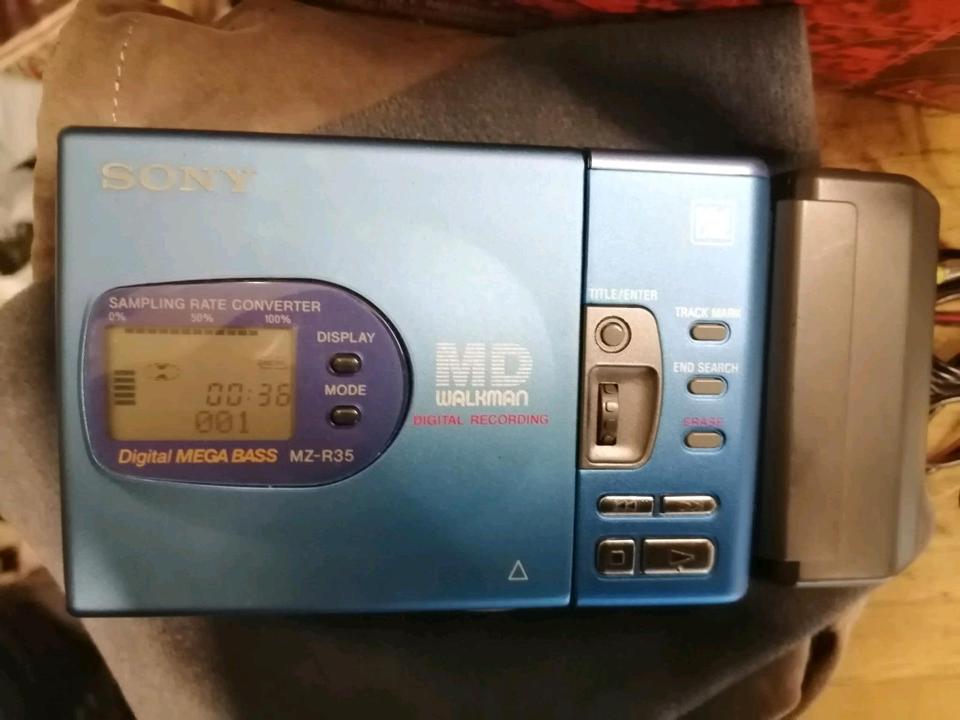 SONY
SAMPLING RATE CONVERTER
0% 50% 100%
DISPLAY
MODE
00:36
001
Digital MEGA BASS MZ-R35
MD
WALKMAN
DIGITAL RECORDING
TITLE/ENTER
TRACK MARK
END SEARCH
ERASE